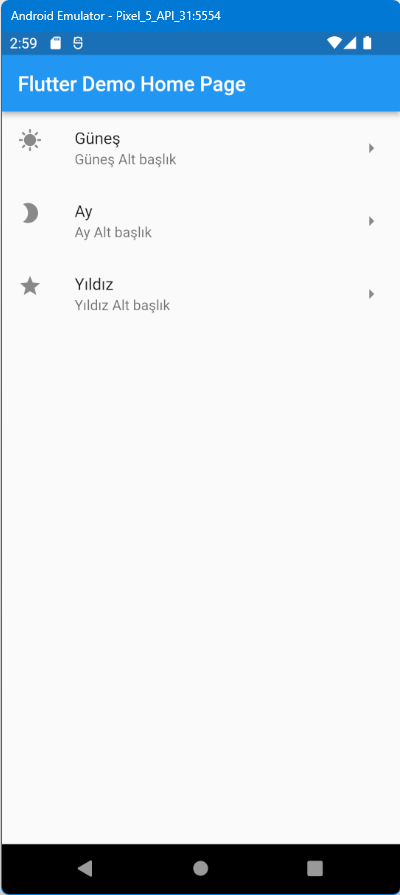 Android Emulator - Pixel_5_API_31:5554
2:59
Flutter Demo Home Page
Güneş
Güneş Alt başlık
Ay
Ay Alt başlık
Yıldız
Yıldız Alt başlık